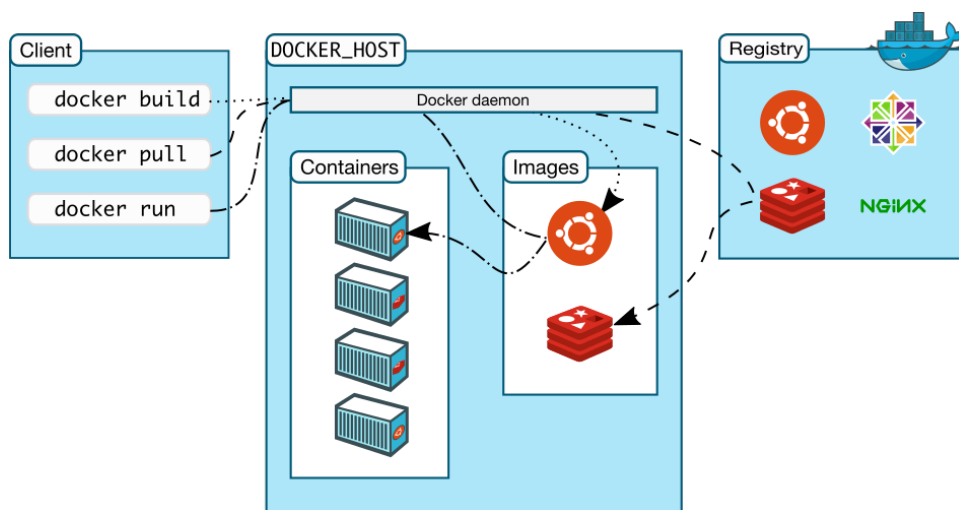 Client
docker build
docker pull
docker run
DOCKER_HOST
Docker daemon
Containers
Images
Registry
NGiNX